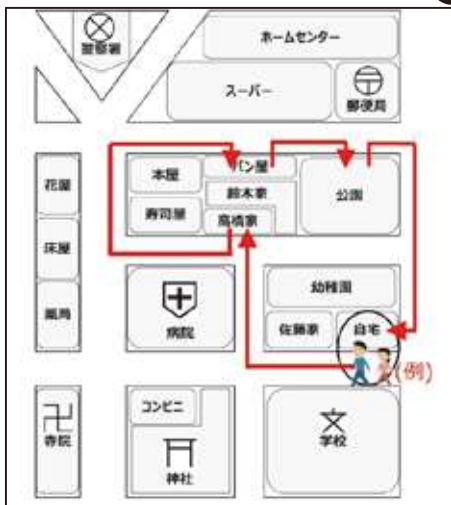 警察署
ホームセンター
スーパー
郵便局
花屋
床屋
薬局
本屋
パン屋
鈴木家
寿司屋
高橋家
公園
病院
幼稚園
佐藤家
自宅
(例)
寺院
コンビニ
神社
文
学校